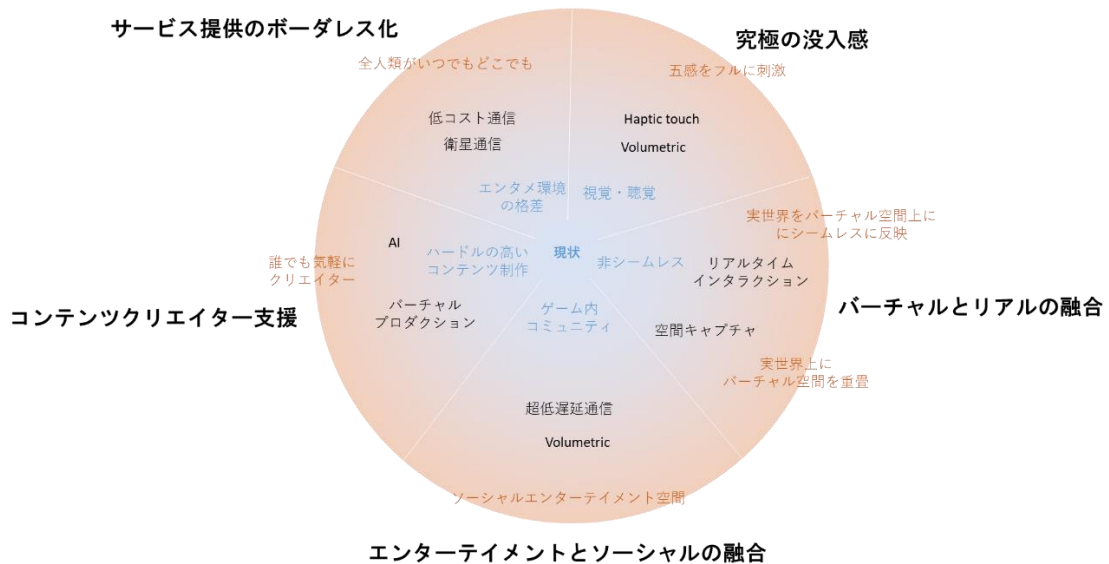 サービス提供のボーダレス化
全人類がいつでもどこでも
低コスト通信
衛星通信
エンタメ環境
の格差
究極の没入感
五感をフルに刺激
Haptic touch
Volumetric
視覚・聴覚
実世界をバーチャル空間上に
にシームレスに反映
リアルタイム
インタラクション
非シームレス
空間キャプチャ
実世界上に
バーチャル空間を重畳
バーチャルとリアルの融合
現状
AI
ハードルの高い
コンテンツ制作
誰でも気軽に
クリエイター
バーチャル
プロダクション
コンテンツクリエイター支援
ゲーム内
コミュニティ
超低遅延通信
Volumetric
ソーシャルエンターテイメント空間
エンターテイメントとソーシャルの融合